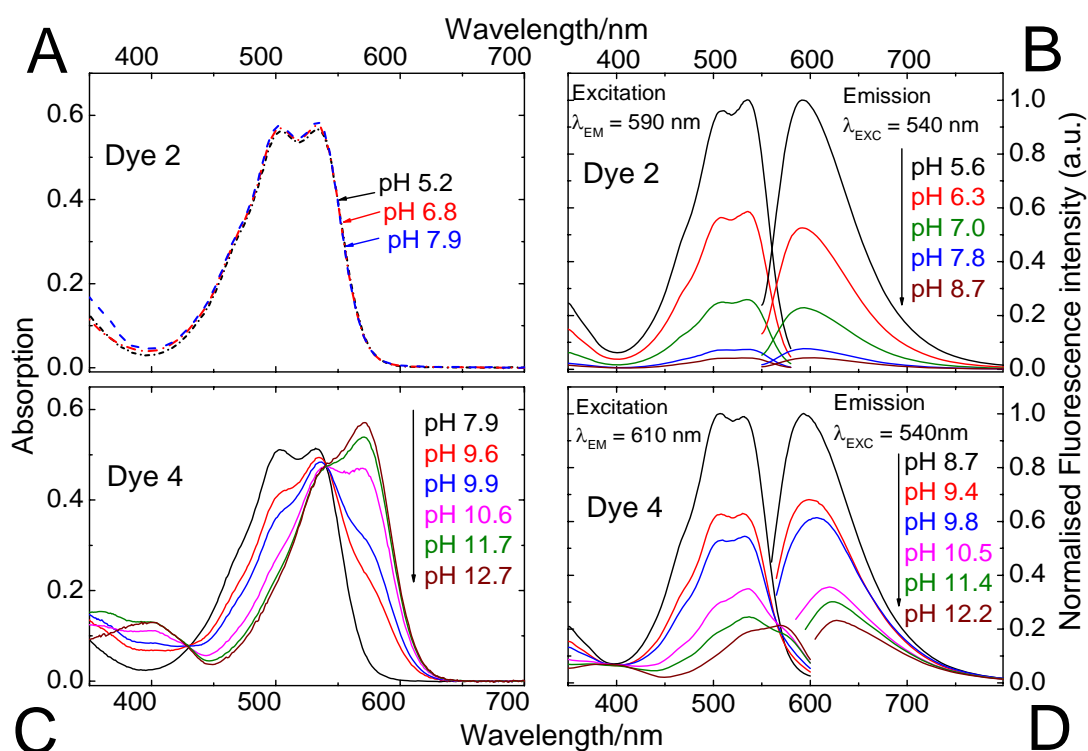 Wavelength/nm
A
B
400 500 600 700
400 500 600 700
0.6
0.4
0.2
0.0
Dye 2
pH 5.2
pH 6.8
pH 7.9
Excitation
λEM = 590 nm
Dye 2
Emission
λEXC = 540 nm
pH 5.6
pH 6.3
pH 7.0
pH 7.8
pH 8.7
1.0
0.8
0.6
0.4
0.2
0.0
Absorption
Normalised Fluorescence intensity (a.u.)
0.6
0.4
0.2
0.0
Dye 4
pH 7.9
pH 9.6
pH 9.9
pH 10.6
pH 11.7
pH 12.7
Excitation
λEM = 610 nm
Dye 4
Emission
λEXC = 540nm
pH 8.7
pH 9.4
pH 9.8
pH 10.5
pH 11.4
pH 12.2
1.0
0.8
0.6
0.4
0.2
0.0
400 500 600 700
400 500 600 700
C
Wavelength/nm
D